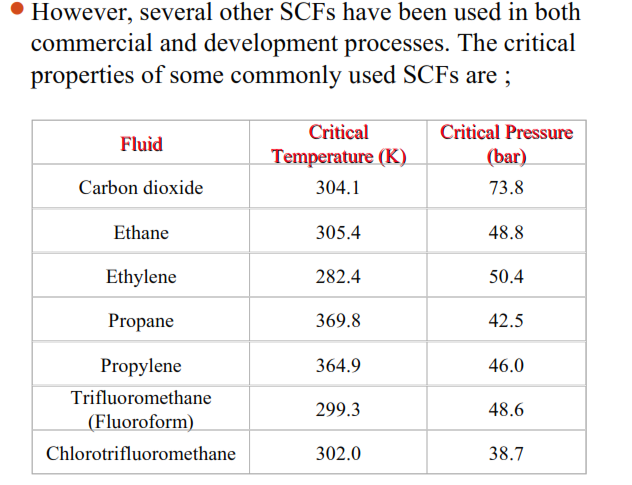 • However, several other SCFs have been used in both
commercial and development processes. The critical
properties of some commonly used SCFs are ;
Fluid Critical Temperature (K) Critical Pressure (bar)
Carbon dioxide 304.1 73.8
Ethane 305.4 48.8
Ethylene 282.4 50.4
Propane 369.8 42.5
Propylene 364.9 46.0
Trifluoromethane (Fluoroform) 299.3 48.6
Chlorotrifluoromethane 302.0 38.7